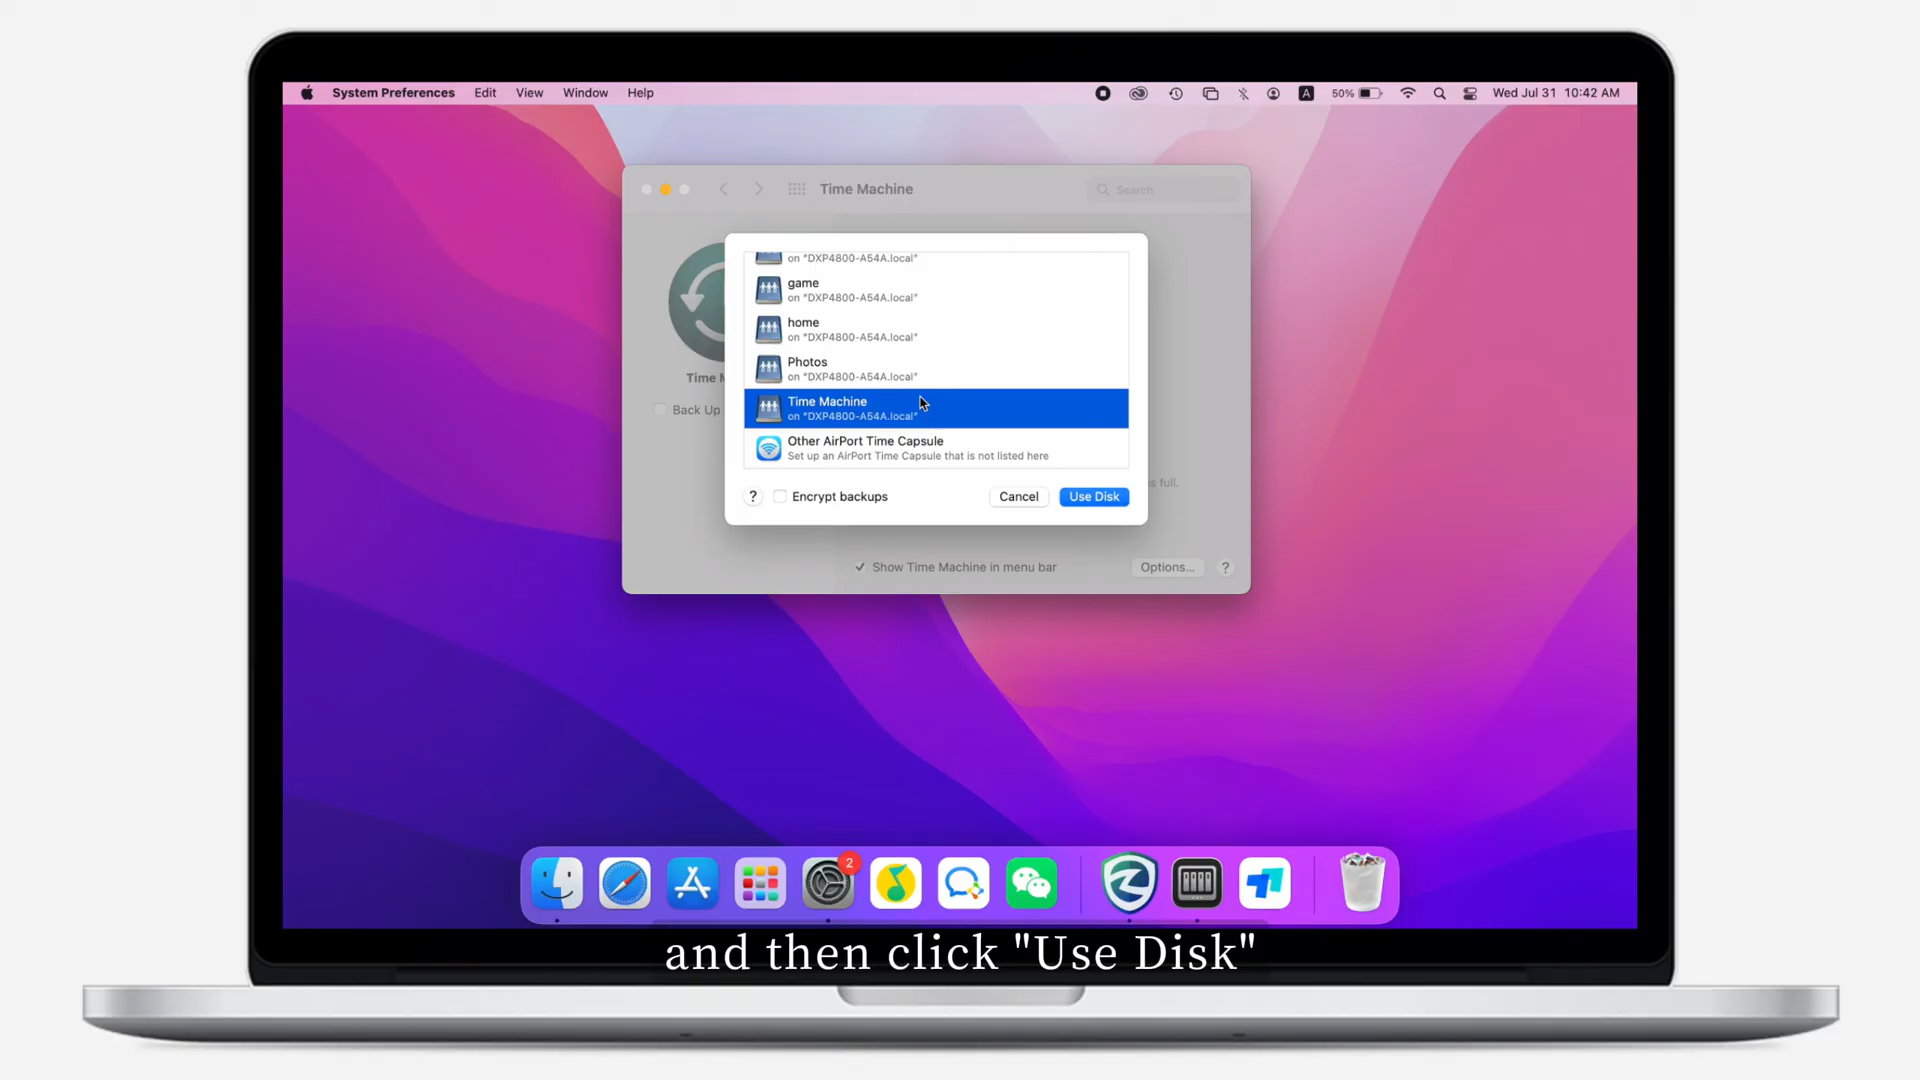 System Preferences Edit View Window Help A 50% Wed Jul 31 10:42 AM
Time Machine Search
on "DXP4800-A54A.local"
game
on "DXP4800-A54A.local"
home
on "DXP4800-A54A.local"
Photos
on "DXP4800-A54A.local"
Time M
Time Machine
on "DXP4800-A54A.local"
Back Up
Other AirPort Time Capsule
Set up an AirPort Time Capsule that is not listed here
s full.
? Encrypt backups Cancel Use Disk
Show Time Machine in menu bar Options... ?
2
and then click "Use Disk"